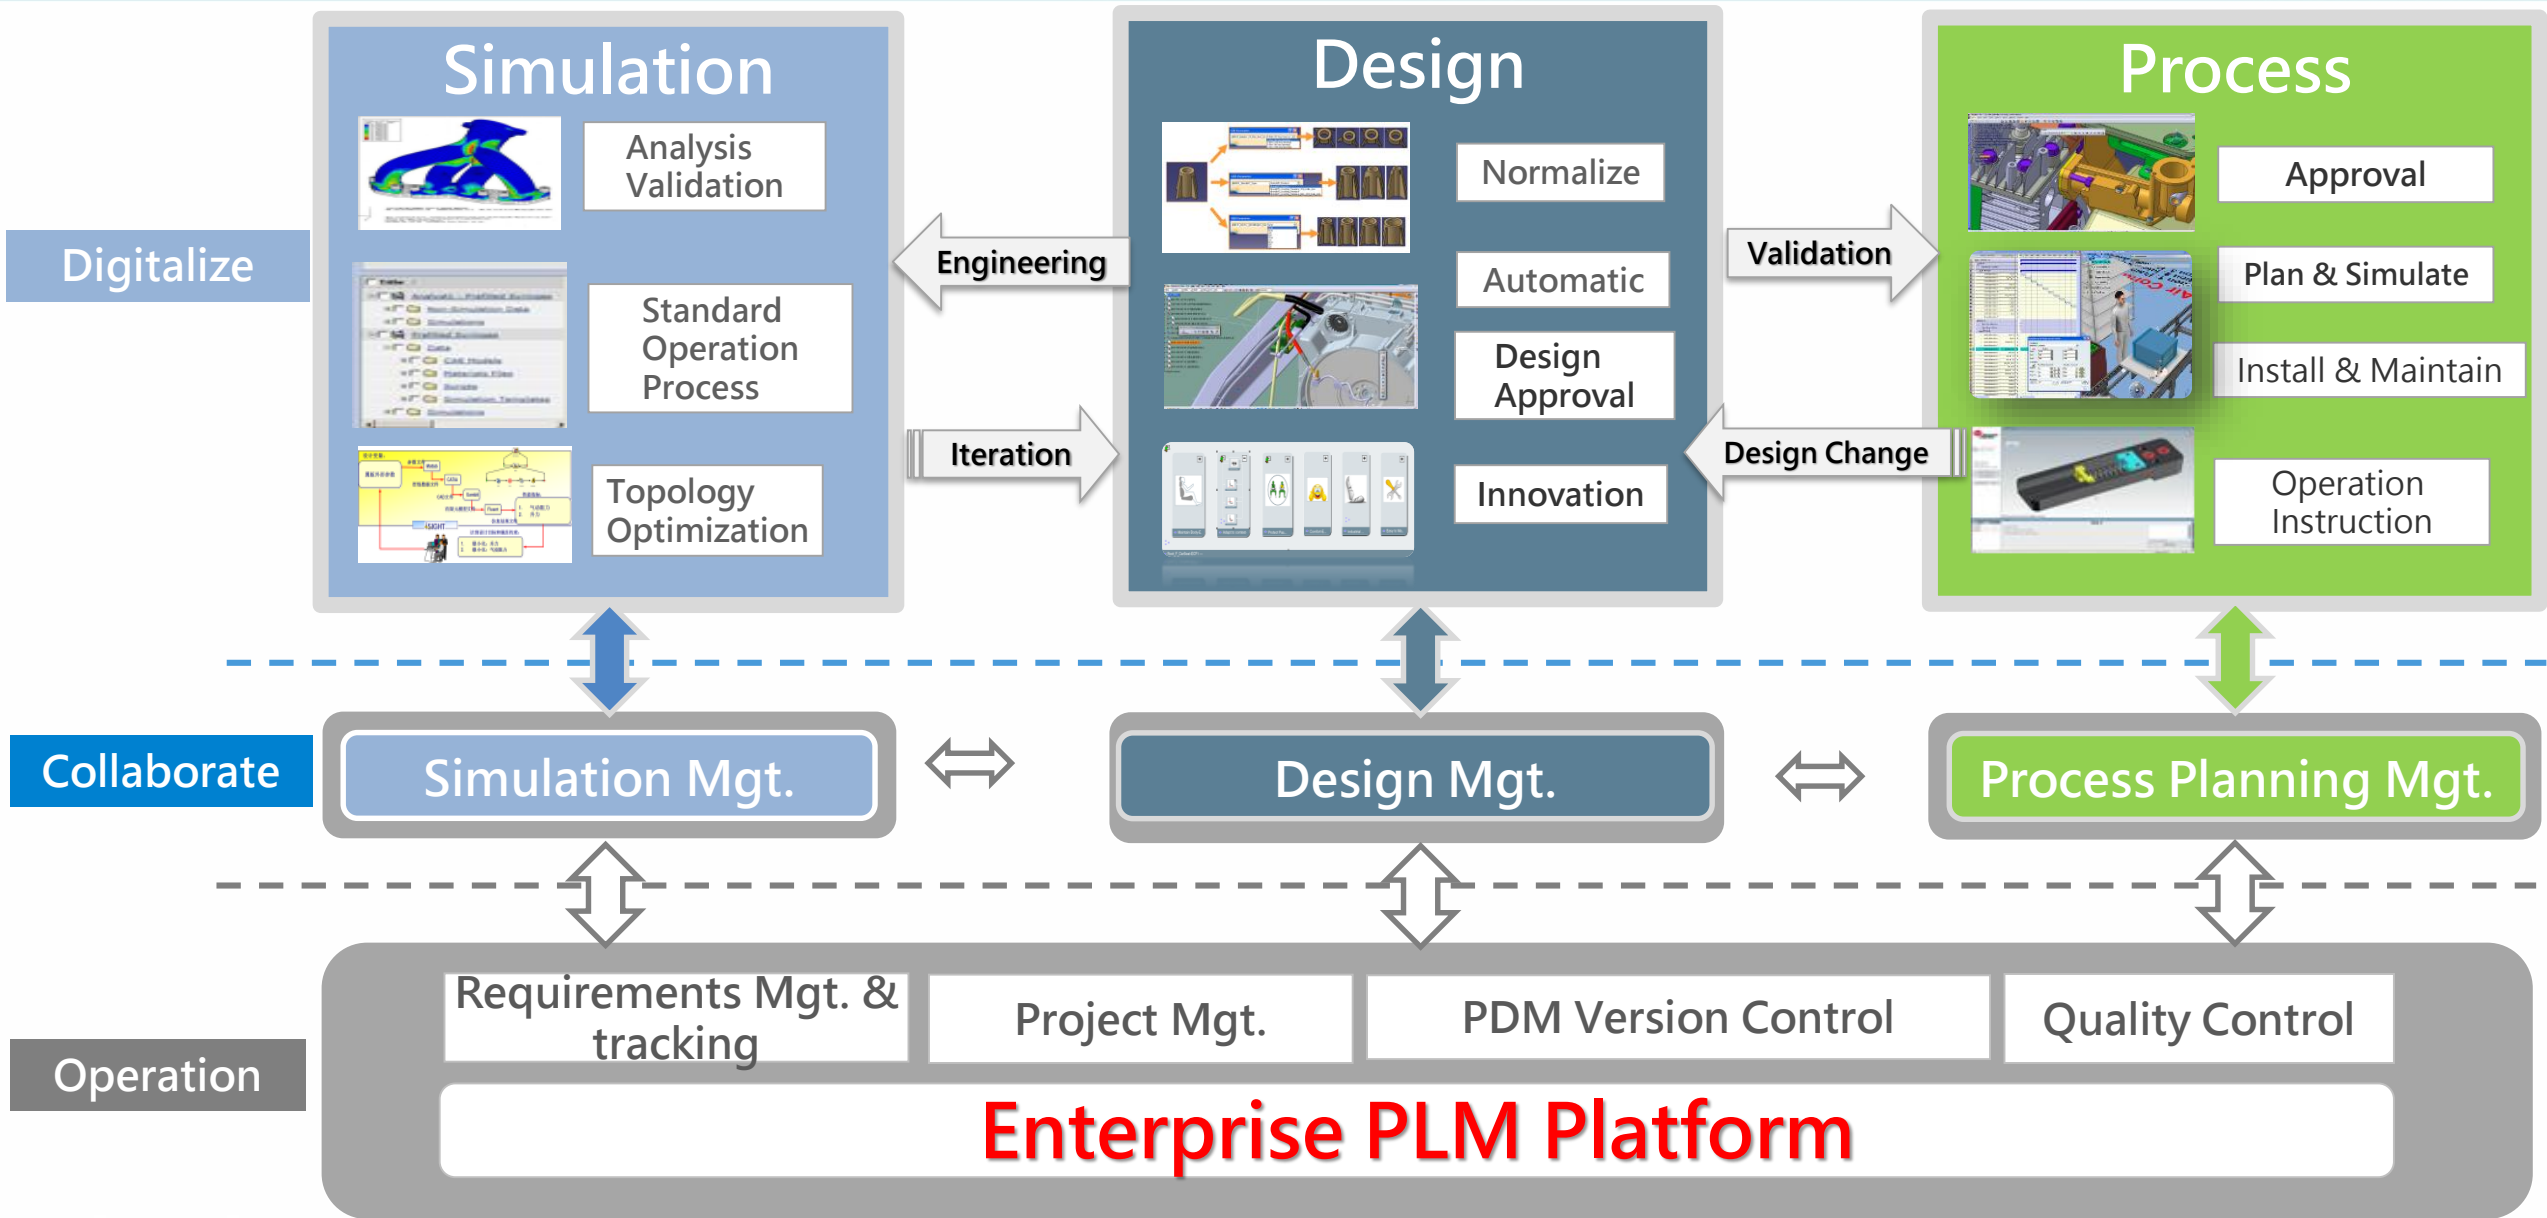 Simulation
Analysis
Validation
Standard
Operation
Process
Topology
Optimization
Design
Normalize
Automatic
Design
Approval
Innovation
Process
Approval
Plan & Simulate
Install & Maintain
Operation
Instruction
Digitalize
Engineering
Iteration
Validation
Design Change
Collaborate
Simulation Mgt.
Design Mgt.
Process Planning Mgt.
Operation
Requirements Mgt. &
tracking
Project Mgt.
PDM Version Control
Quality Control
Enterprise PLM Platform